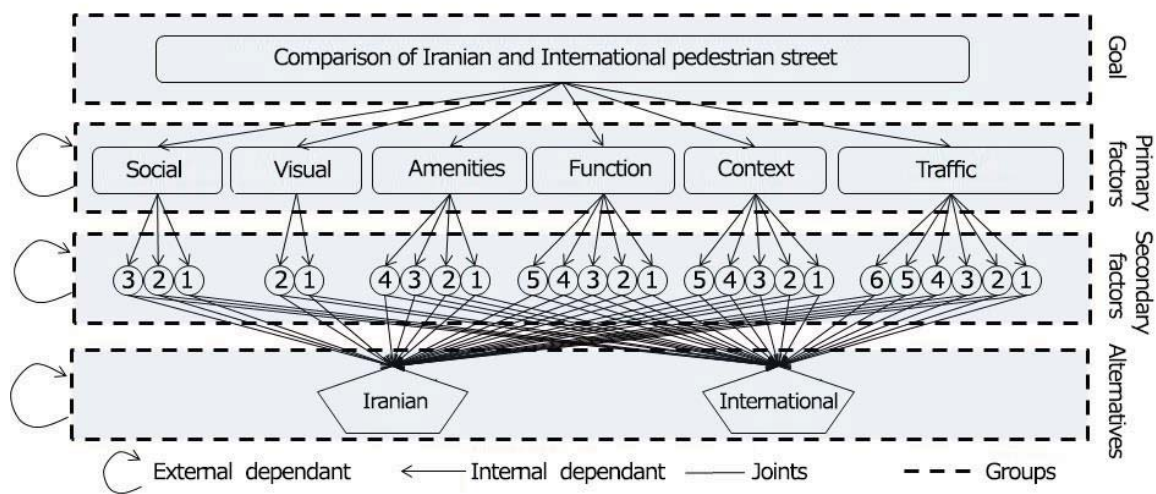 Comparison of Iranian and International pedestrian street
Goal
Social Visual Amenities Function Context Traffic
Primary
factors
3 2 1 2 1 4 3 2 1 5 4 3 2 1 5 4 3 2 1 6 5 4 3 2 1
Secondary
factors
Iranian International
Alternatives
External dependant Internal dependant Joints Groups